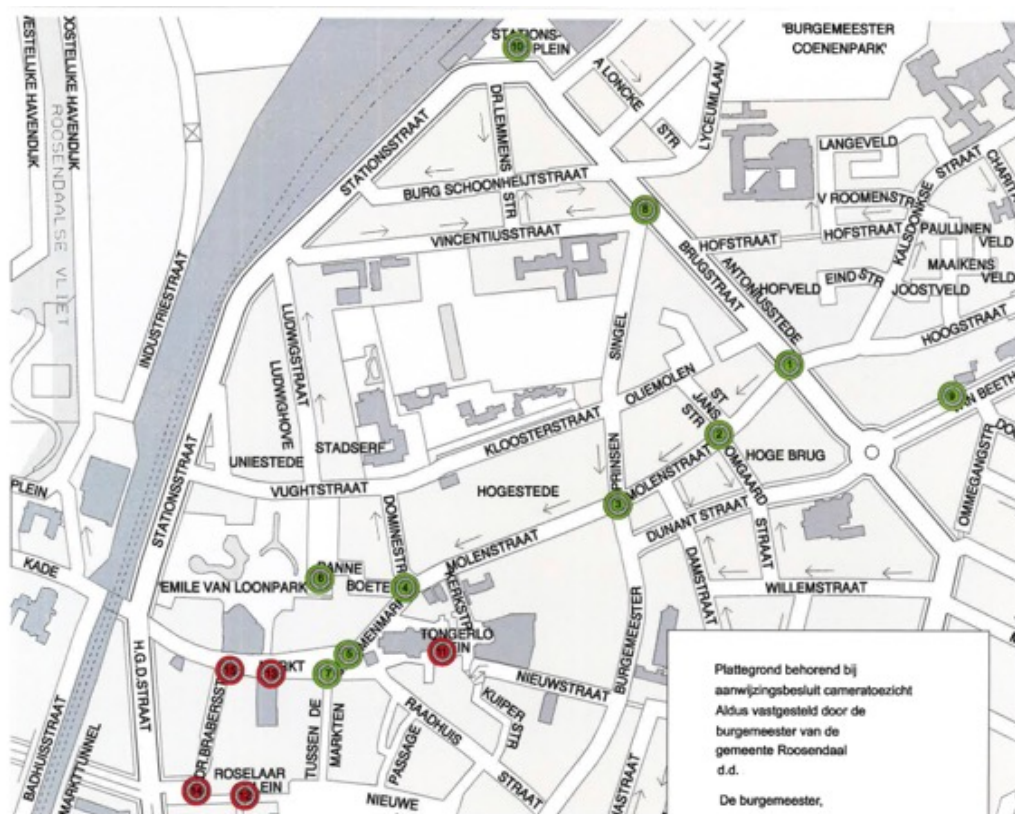 WESTELIJKE HAVENDIJK
OOSTELIJKE HAVENDIJK
ROOSENDAALSE VLIET
STATIONS-
PLEIN
10
'BURGEMEESTER
COENENPARK'
A LONCKE
STR
LYCEUMLAAN
DR.LEMMENS
STR
STATIONSSTRAAT
BURG SCHOONHEIJTSTRAAT
VINCENTIUSSTRAAT
LANGEVELD
V ROOMENSTR
HOFSTRAAT
HOFSTRAAT
KALSDONKSE STRAAT
PAULIJNEN
VELD
MAAIKENS
VELD
JOOSTVELD
EIND STR
HOFVELD
ANTONIUSSTEDE
BRUGSTRAAT
HOOGSTRAAT
INDUSTRIESTRAAT
LUDWIGSTRAAT
LUDWIGHOVE
SINGEL
OLIEMOLEN
ST
JANS
STR
KLOOSTERSTRAAT
STADSERF
UNIESTEDE
VUGHTSTRAAT
HOGESTEDE
PRINSEN
MOLENSTRAAT
HOGE BRUG
OMMEGANGSTR
STATIONSSTRAAT
PLEIN
KADE
DOMINESTR
MOLENSTRAAT
DUNANT STRAAT
STRAAT
DAMSTRAAT
WILLEMSTRAAT
'EMILE VAN LOONPARK'
BOETE
TONGERLO
BURGEMEESTER
NIEUWSTRAAT
KUIPER
STR
H.G.D.STRAAT
DR.BRABERSSTR
TUSSEN DE
MARKTEN
RAADHUIS
STRAAT
PASSAGE
ROSELAAR
NIEUWE
BADHUISSTRAAT
MARKTTUNNEL
Plattegrond behorend bij
aanwijzingsbesluit cameratoezicht
Aldus vastgesteld door de
burgemeester van de
gemeente Roosendaal
d.d.
De burgemeester,